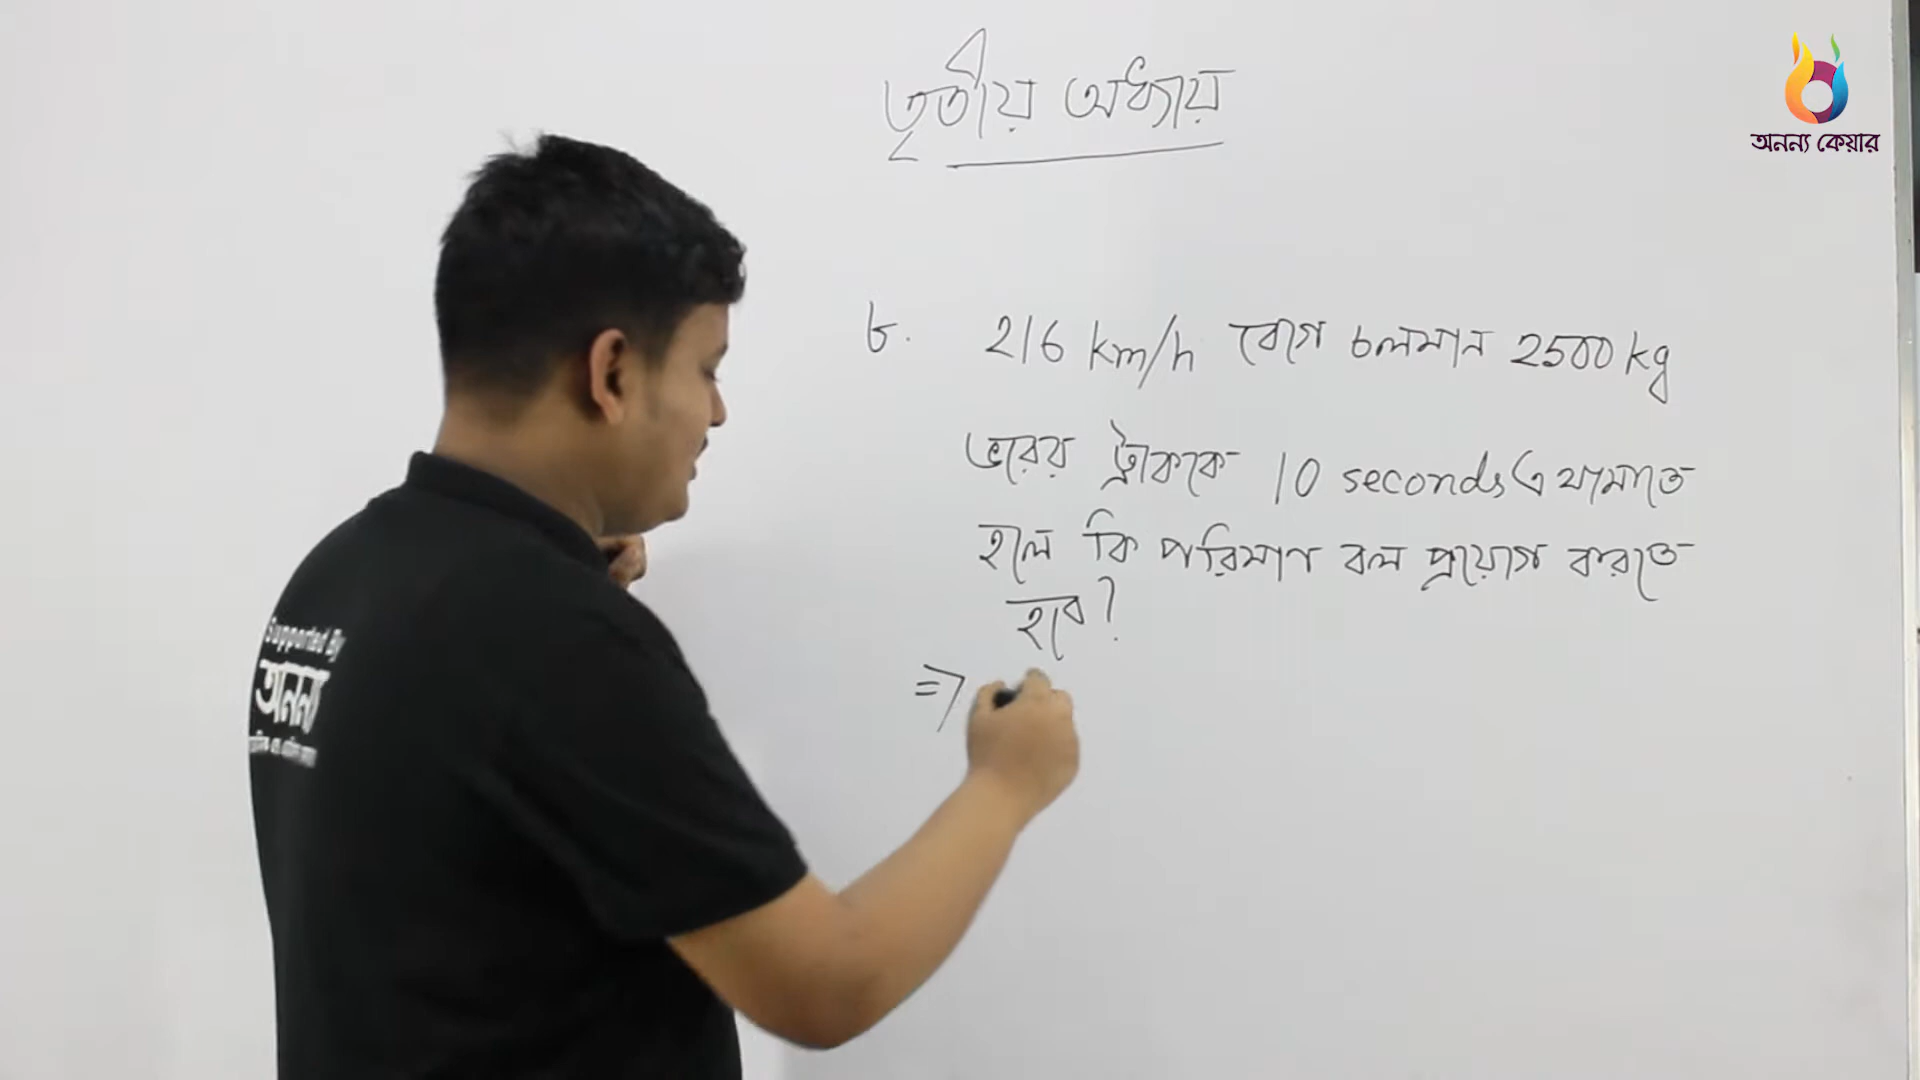 তৃতীয় অধ্যায়
অনন্য কেয়ার
৮. 216 km/h বেগে চলমান 2500 kg
ভরের ট্রাককে 10 seconds এ থামাতে
হলে কি পরিমাণ বল প্রয়োগ করতে
হবে?
=>
Supported By
অনন্য